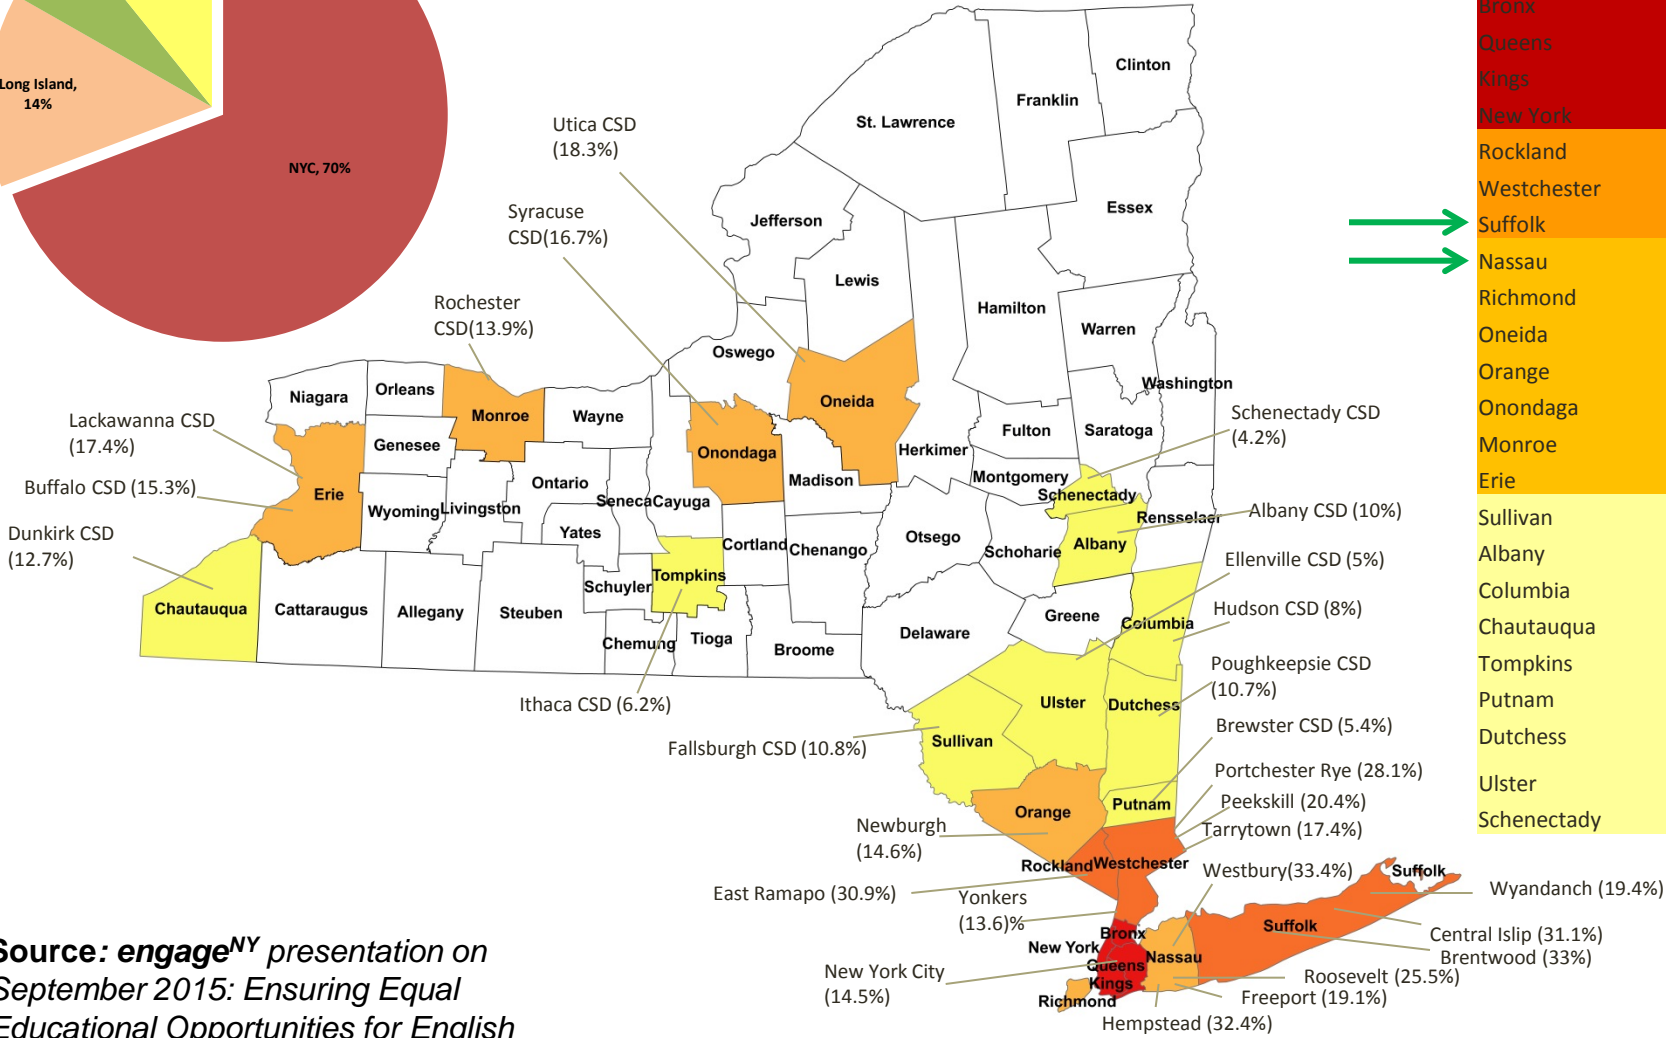 Long Island,
14%
NYC, 70%
Utica CSD
(18.3%)
Syracuse
CSD(16.7%)
Rochester
CSD(13.9%)
Lackawanna CSD
(17.4%)
Buffalo CSD (15.3%)
Dunkirk CSD
(12.7%)
Clinton
Franklin
St. Lawrence
Essex
Jefferson
Lewis
Hamilton
Warren
Oswego
Washington
Niagara
Orleans
Monroe
Wayne
Oneida
Fulton
Saratoga
Genesee
Onondaga
Herkimer
Madison
Montgomery
Erie
Ontario
Seneca
Cayuga
Schenectady
Wyoming
Livingston
Rensselaer
Yates
Cortland
Chenango
Otsego
Schoharie
Albany
Chautauqua
Cattaraugus
Allegany
Steuben
Schuyler
Tompkins
Chemung
Tioga
Broome
Delaware
Greene
Columbia
Ulster
Dutchess
Sullivan
Orange
Putnam
Rockland
Westchester
Suffolk
Suffolk
Bronx
New York
Nassau
Queens
Kings
Richmond
Schenectady CSD
(4.2%)
Albany CSD (10%)
Ellenville CSD (5%)
Hudson CSD (8%)
Poughkeepsie CSD
(10.7%)
Brewster CSD (5.4%)
Portchester Rye (28.1%)
Peekskill (20.4%)
Tarrytown (17.4%)
Westbury(33.4%)
Wyandanch (19.4%)
Central Islip (31.1%)
Brentwood (33%)
Roosevelt (25.5%)
Freeport (19.1%)
Hempstead (32.4%)
Ithaca CSD (6.2%)
Fallsburgh CSD (10.8%)
Newburgh
(14.6%)
East Ramapo (30.9%)
Yonkers
(13.6)%
New York City
(14.5%)
Bronx
Queens
Kings
New York
Rockland
Westchester
Suffolk
Nassau
Richmond
Oneida
Orange
Onondaga
Monroe
Erie
Sullivan
Albany
Columbia
Chautauqua
Tompkins
Putnam
Dutchess
Ulster
Schenectady
Source: engageNY presentation on
September 2015: Ensuring Equal
Educational Opportunities for English